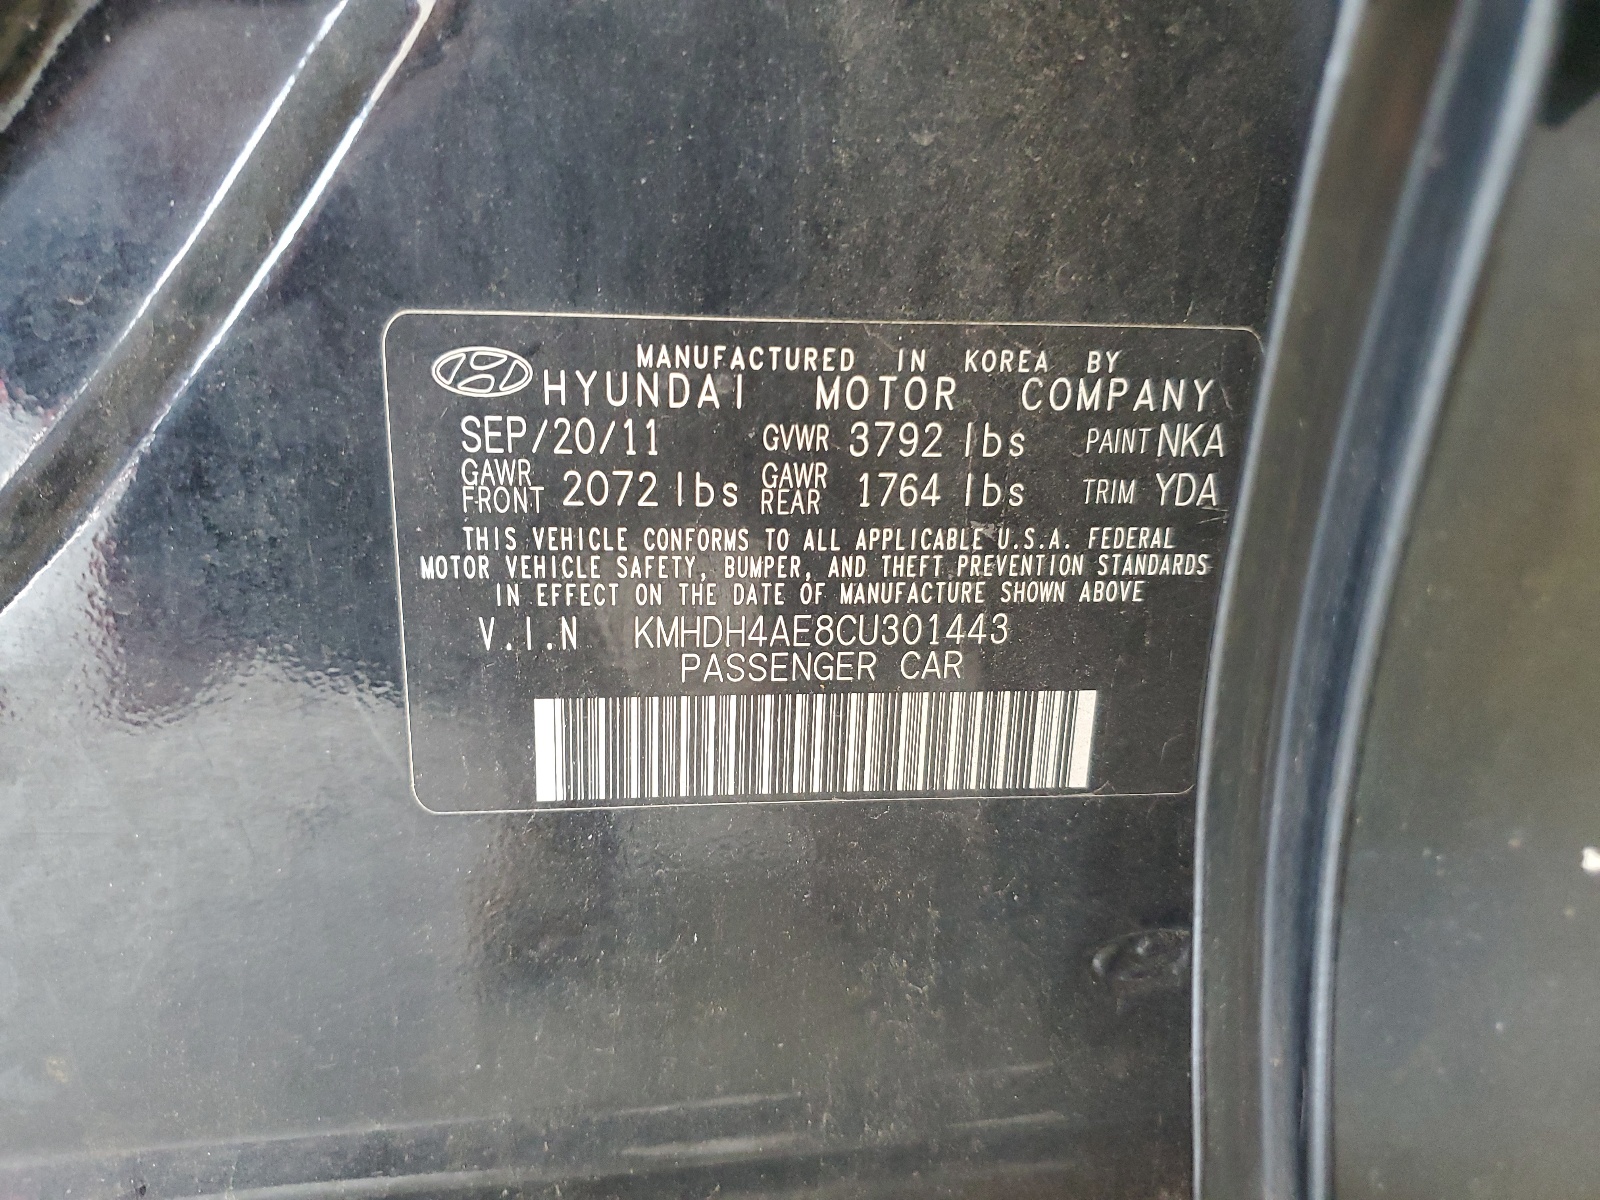 MANUFACTURED IN KOREA BY
HYUNDAI MOTOR COMPANY
SEP/20/11 GVWR 3792 lbs PAINT NKA
GAWR FRONT 2072 lbs GAWR REAR 1764 lbs TRIM YDA
THIS VEHICLE CONFORMS TO ALL APPLICABLE U.S.A. FEDERAL
MOTOR VEHICLE SAFETY, BUMPER, AND THEFT PREVENTION STANDARDS
IN EFFECT ON THE DATE OF MANUFACTURE SHOWN ABOVE
V.I.N KMHDH4AE8CU301443
PASSENGER CAR